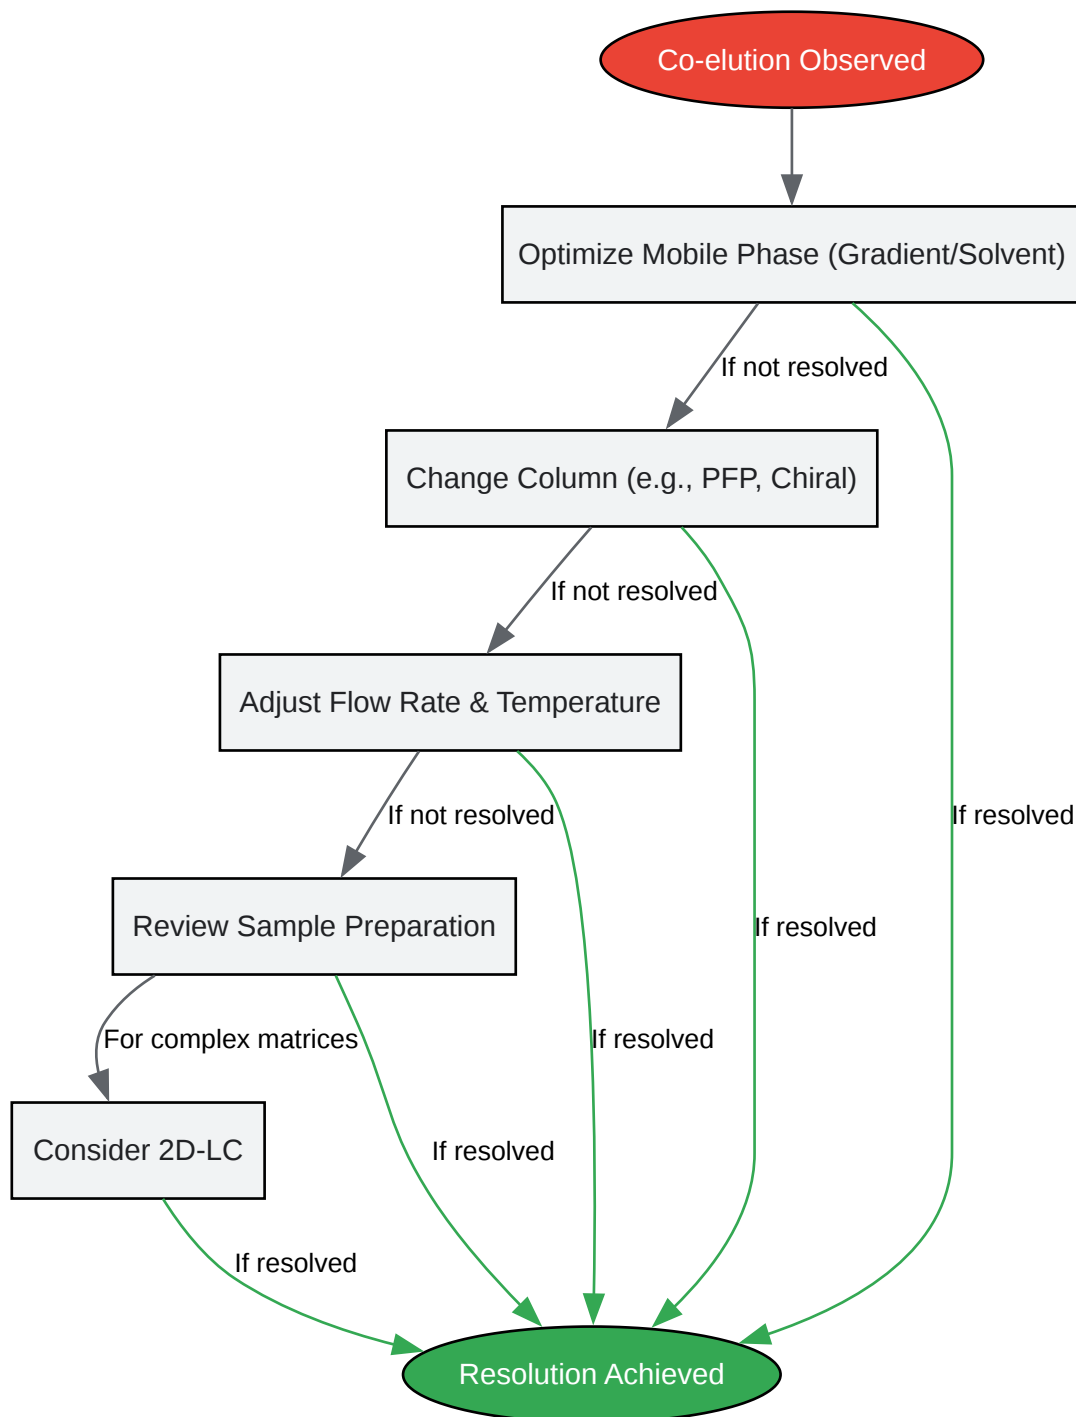 Co-elution Observed
Optimize Mobile Phase (Gradient/Solvent)
If not resolved
Change Column (e.g., PFP, Chiral)
If not resolved
Adjust Flow Rate & Temperature
If not resolved
If resolved
Review Sample Preparation
If resolved
For complex matrices
If resolved
Consider 2D-LC
If resolved
If resolved
Resolution Achieved